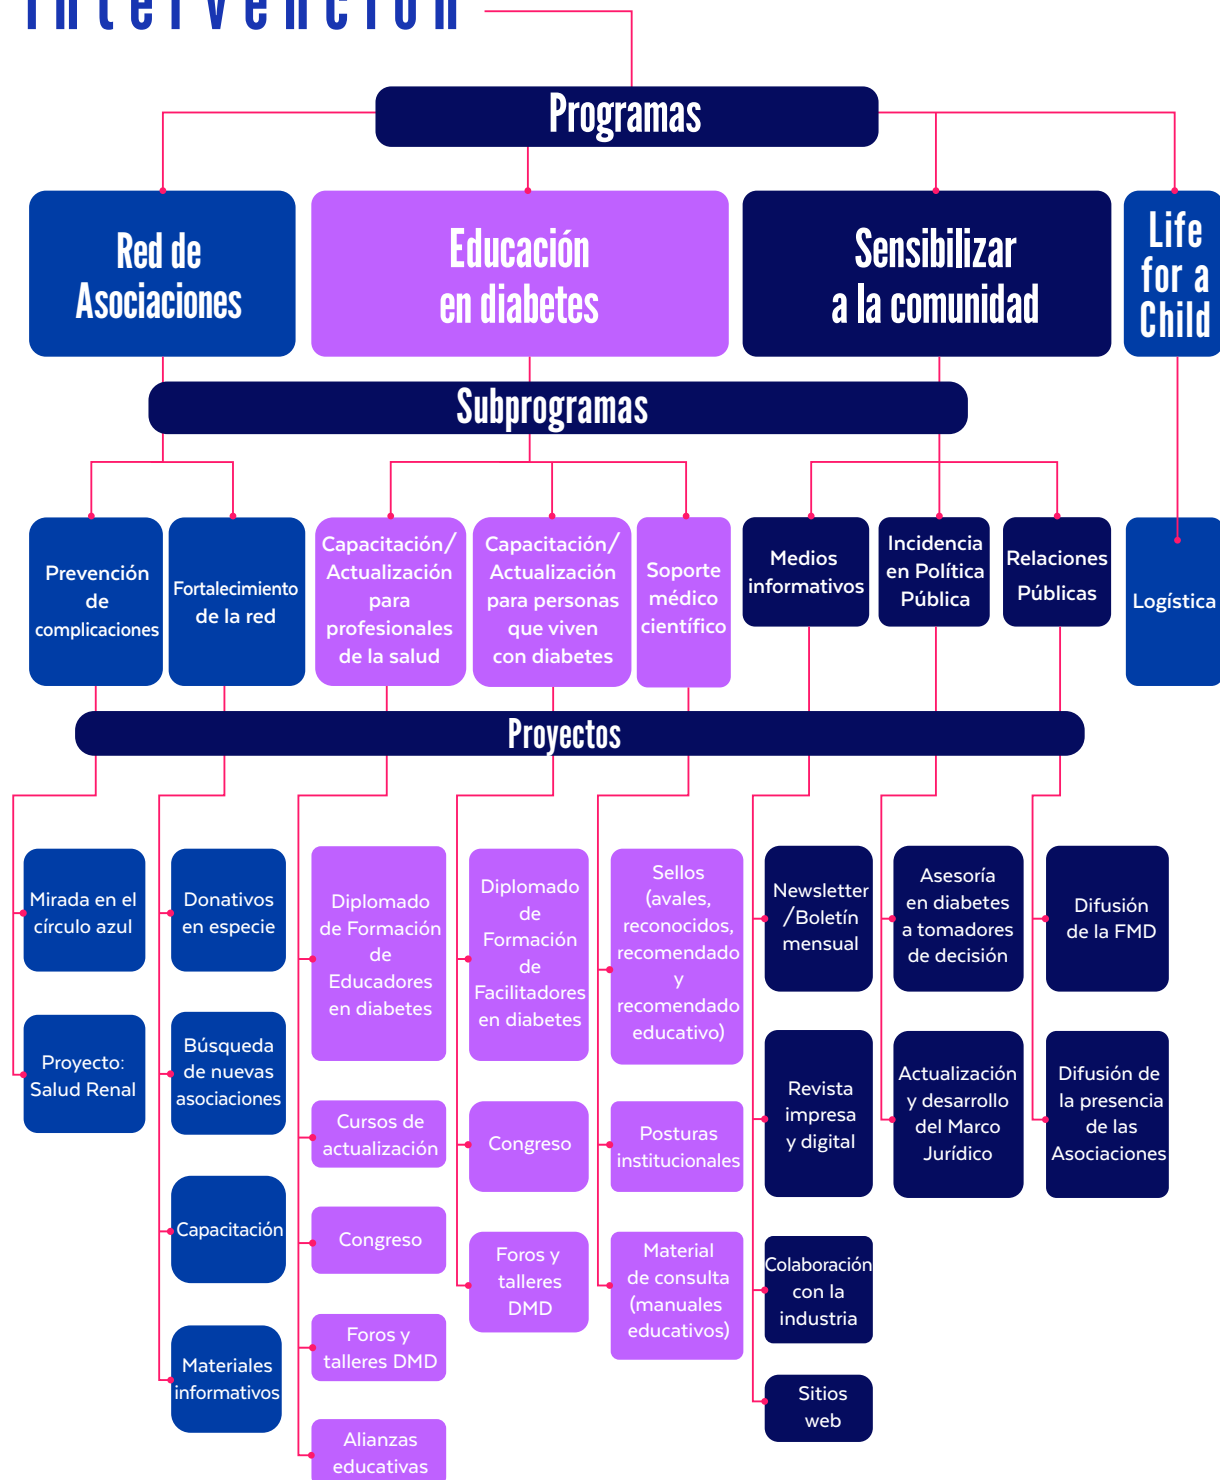 Intervención
Programas
Red de
Asociaciones
Educación
en diabetes
Sensibilizar
a la comunidad
Life
for a
Child
Subprogramas
Prevención
de
complicaciones
Fortalecimiento
de la red
Capacitación/
Actualización
para
profesionales
de la salud
Capacitación/
Actualización
para personas
que viven
con diabetes
Soporte
médico
científico
Medios
informativos
Incidencia
en Política
Pública
Relaciones
Públicas
Logística
Proyectos
Mirada en el
círculo azul
Proyecto:
Salud Renal
Donativos
en especie
Búsqueda
de nuevas
asociaciones
Capacitación
Materiales
informativos
Diplomado
de Formación
de
Educadores
en diabetes
Cursos de
actualización
Congreso
Foros y
talleres DMD
Alianzas
educativas
Diplomado
de
Formación
de
Facilitadores
en diabetes
Congreso
Foros y
talleres
DMD
Sellos
(avales,
reconocidos,
recomendado
y
recomendado
educativo)
Posturas
institucionales
Material
de consulta
(manuales
educativos)
Newsletter
/Boletín
mensual
Revista
impresa
y digital
Colaboración
con la
industria
Sitios
web
Asesoría
en diabetes
a tomadores
de decisión
Actualización
y desarrollo
del Marco
Jurídico
Difusión
de la FMD
Difusión de
la presencia
de las
Asociaciones